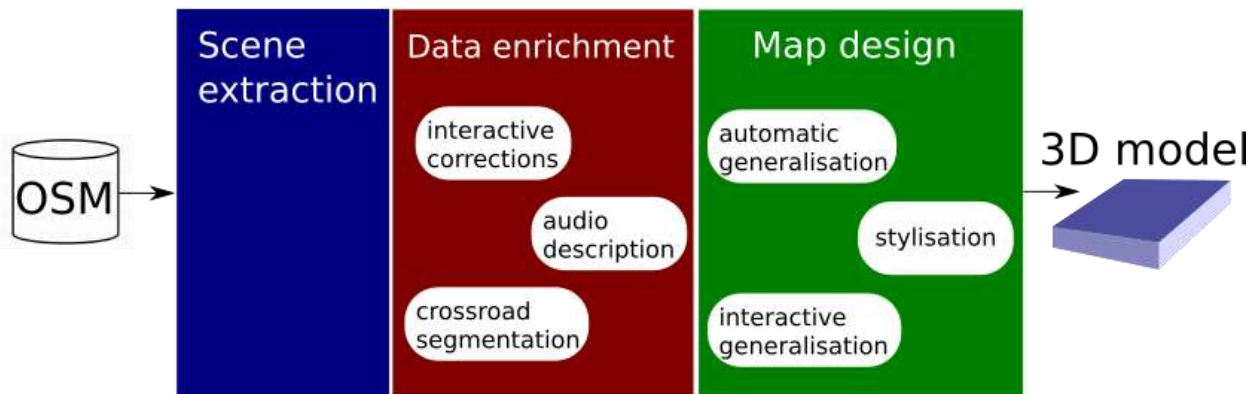 OSM
Scene
extraction
Data enrichment
interactive
corrections
audio
description
crossroad
segmentation
Map design
automatic
generalisation
stylisation
interactive
generalisation
3D model